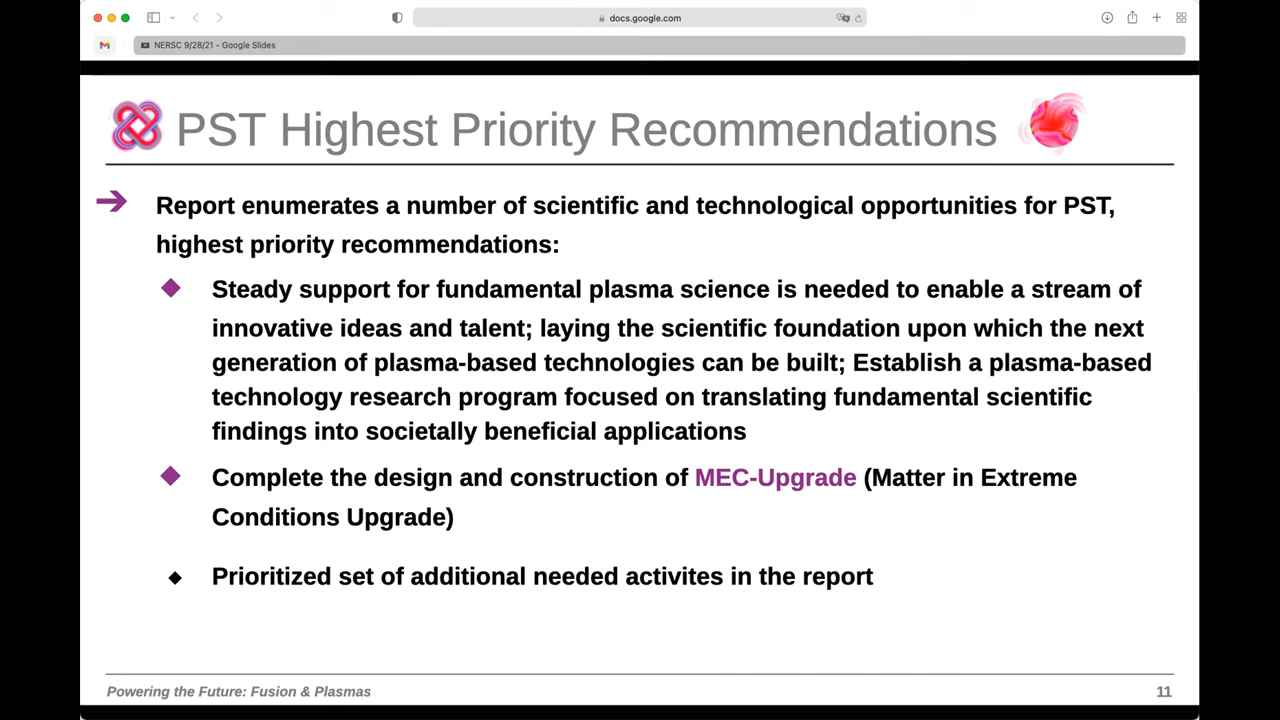 docs.google.com
NERSC 9/28/21 - Google Slides
PST Highest Priority Recommendations
Report enumerates a number of scientific and technological opportunities for PST,
highest priority recommendations:
Steady support for fundamental plasma science is needed to enable a stream of
innovative ideas and talent; laying the scientific foundation upon which the next
generation of plasma-based technologies can be built; Establish a plasma-based
technology research program focused on translating fundamental scientific
findings into societally beneficial applications
Complete the design and construction of MEC-Upgrade (Matter in Extreme
Conditions Upgrade)
Prioritized set of additional needed activites in the report
Powering the Future: Fusion & Plasmas
11